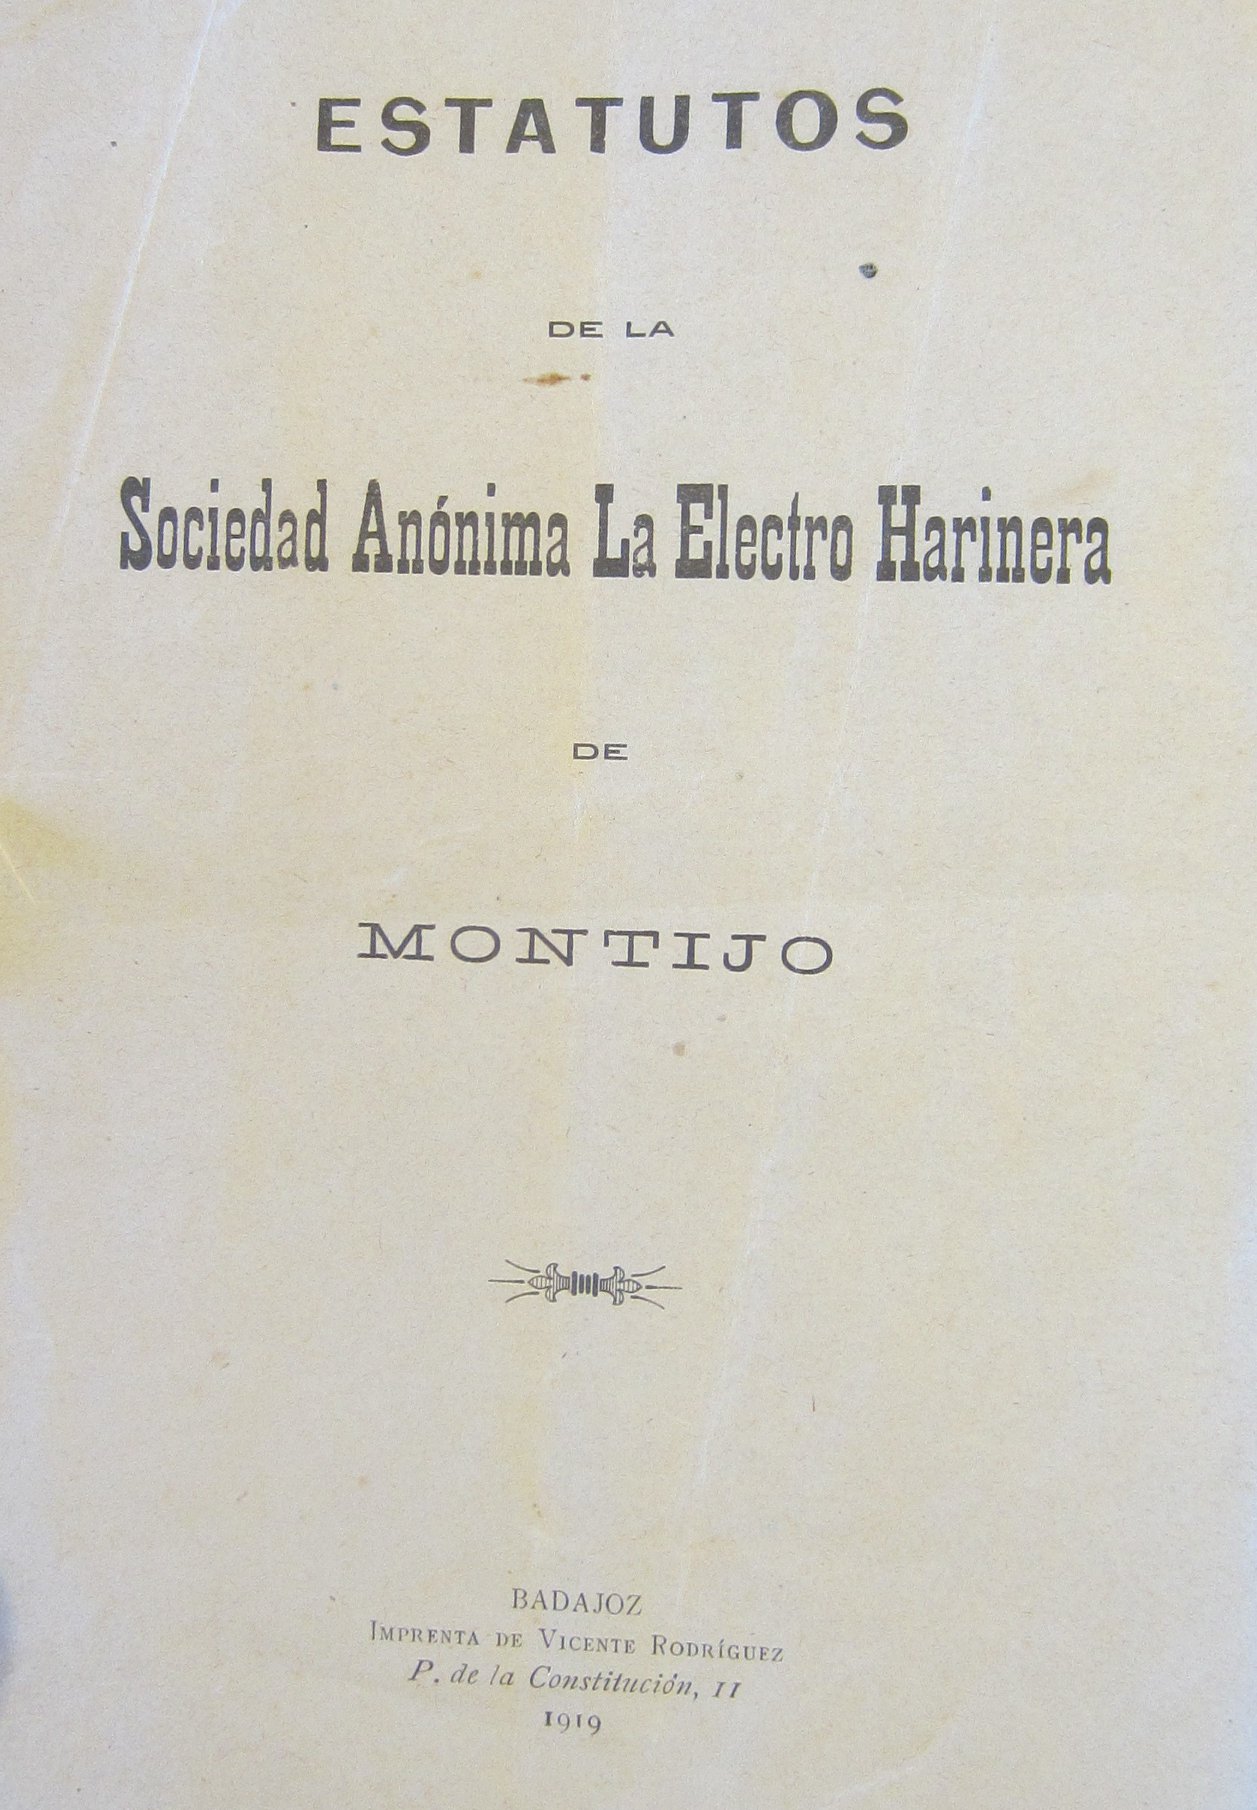 ESTATUTOS
DE LA
Sociedad Anónima La Electro Harinera
DE
MONTIJO
BADAJOZ
IMPRENTA DE VICENTE RODRÍGUEZ
P. de la Constitución, 11
1919